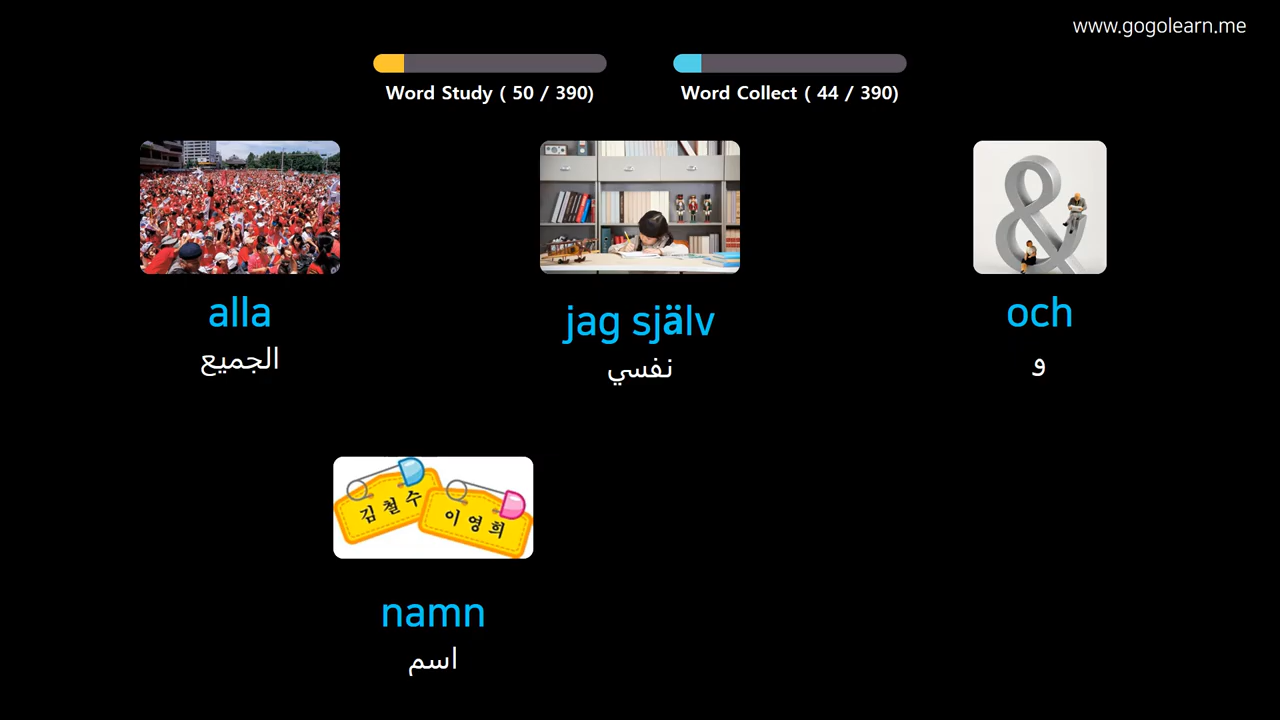 www.gogolearn.me
Word Study ( 50 / 390)
Word Collect ( 44 / 390)
alla
الجميع
jag själv
نفسي
&
och
و
김철수
이영희
namn
اسم